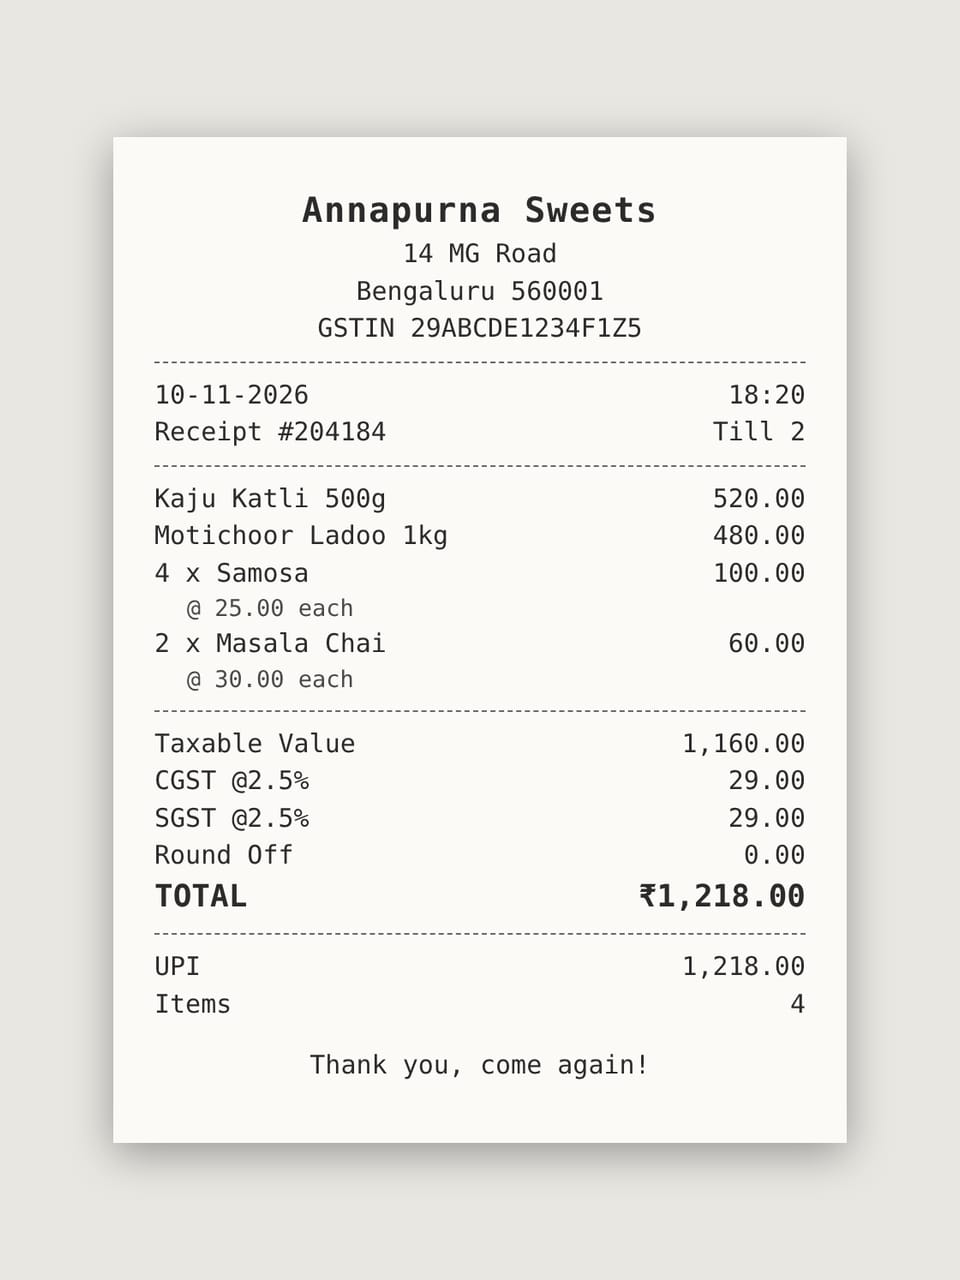 Annapurna Sweets
14 MG Road
Bengaluru 560001
GSTIN 29ABCDE1234F1Z5
10-11-2026 18:20
Receipt #204184 Till 2
Kaju Katli 500g 520.00
Motichoor Ladoo 1kg 480.00
4 x Samosa 100.00
@ 25.00 each
2 x Masala Chai 60.00
@ 30.00 each
Taxable Value 1,160.00
CGST @2.5% 29.00
SGST @2.5% 29.00
Round Off 0.00
TOTAL ₹1,218.00
UPI 1,218.00
Items 4
Thank you, come again!